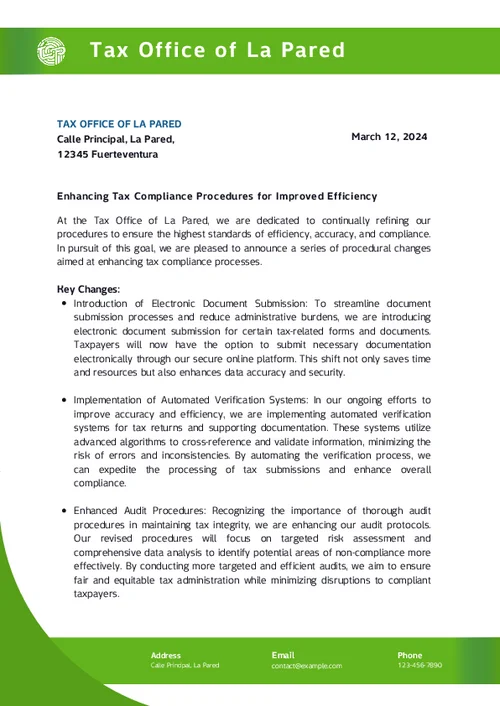 Tax Office of La Pared
TAX OFFICE OF LA PARED
Calle Principal, La Pared,
12345 Fuerteventura
March 12, 2024
Enhancing Tax Compliance Procedures for Improved Efficiency
At the Tax Office of La Pared, we are dedicated to continually refining our
procedures to ensure the highest standards of efficiency, accuracy, and compliance.
In pursuit of this goal, we are pleased to announce a series of procedural changes
aimed at enhancing tax compliance processes.
Key Changes:
• Introduction of Electronic Document Submission: To streamline document
submission processes and reduce administrative burdens, we are introducing
electronic document submission for certain tax-related forms and documents.
Taxpayers will now have the option to submit necessary documentation
electronically through our secure online platform. This shift not only saves time
and resources but also enhances data accuracy and security.
• Implementation of Automated Verification Systems: In our ongoing efforts to
improve accuracy and efficiency, we are implementing automated verification
systems for tax returns and supporting documentation. These systems utilize
advanced algorithms to cross-reference and validate information, minimizing the
risk of errors and inconsistencies. By automating the verification process, we
can expedite the processing of tax submissions and enhance overall
compliance.
• Enhanced Audit Procedures: Recognizing the importance of thorough audit
procedures in maintaining tax integrity, we are enhancing our audit protocols.
Our revised procedures will focus on targeted risk assessment and
comprehensive data analysis to identify potential areas of non-compliance more
effectively. By conducting more targeted and efficient audits, we aim to ensure
fair and equitable tax administration while minimizing disruptions to compliant
taxpayers.
Address
Calle Principal, La Pared
Email
contact@example.com
Phone
123-456-7890